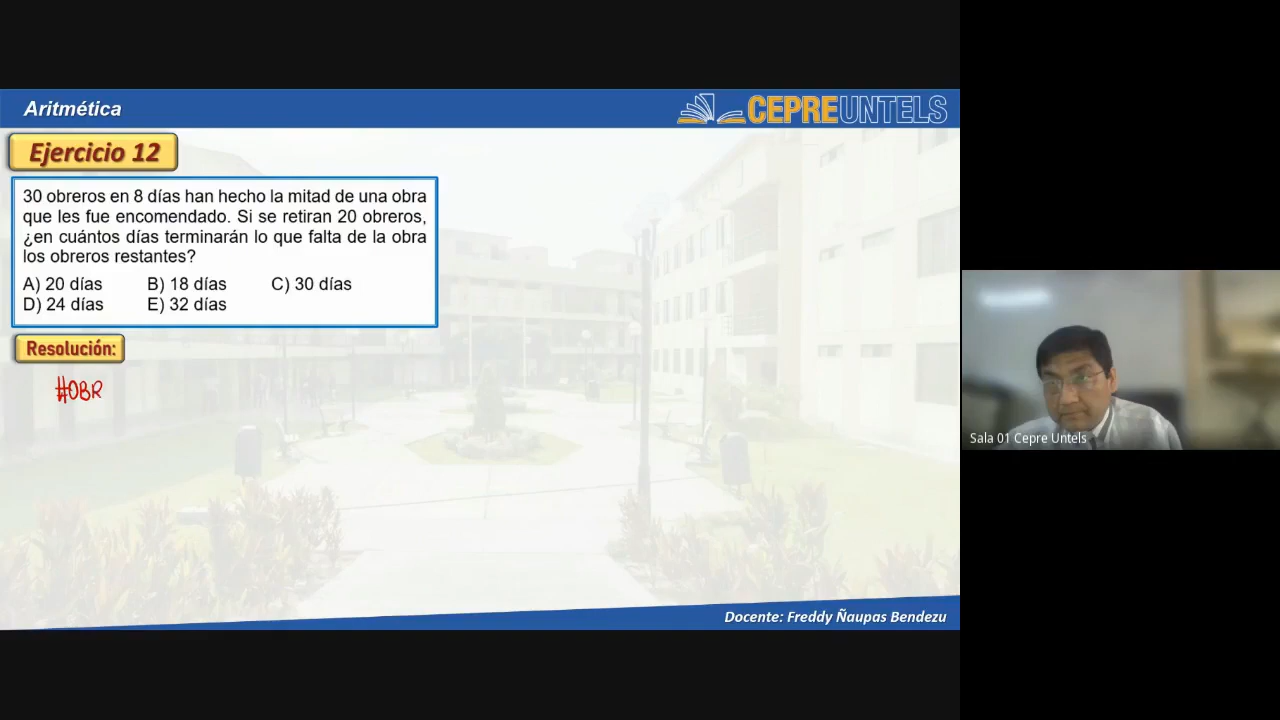 Aritmética
CEPREUNTELS
Ejercicio 12
30 obreros en 8 días han hecho la mitad de una obra
que les fue encomendado. Si se retiran 20 obreros,
¿en cuántos días terminarán lo que falta de la obra
los obreros restantes?
A) 20 días B) 18 días C) 30 días
D) 24 días E) 32 días
Resolución:
#OBR
Sala 01 Cepre Untels
Docente: Freddy Ñaupas Bendezu